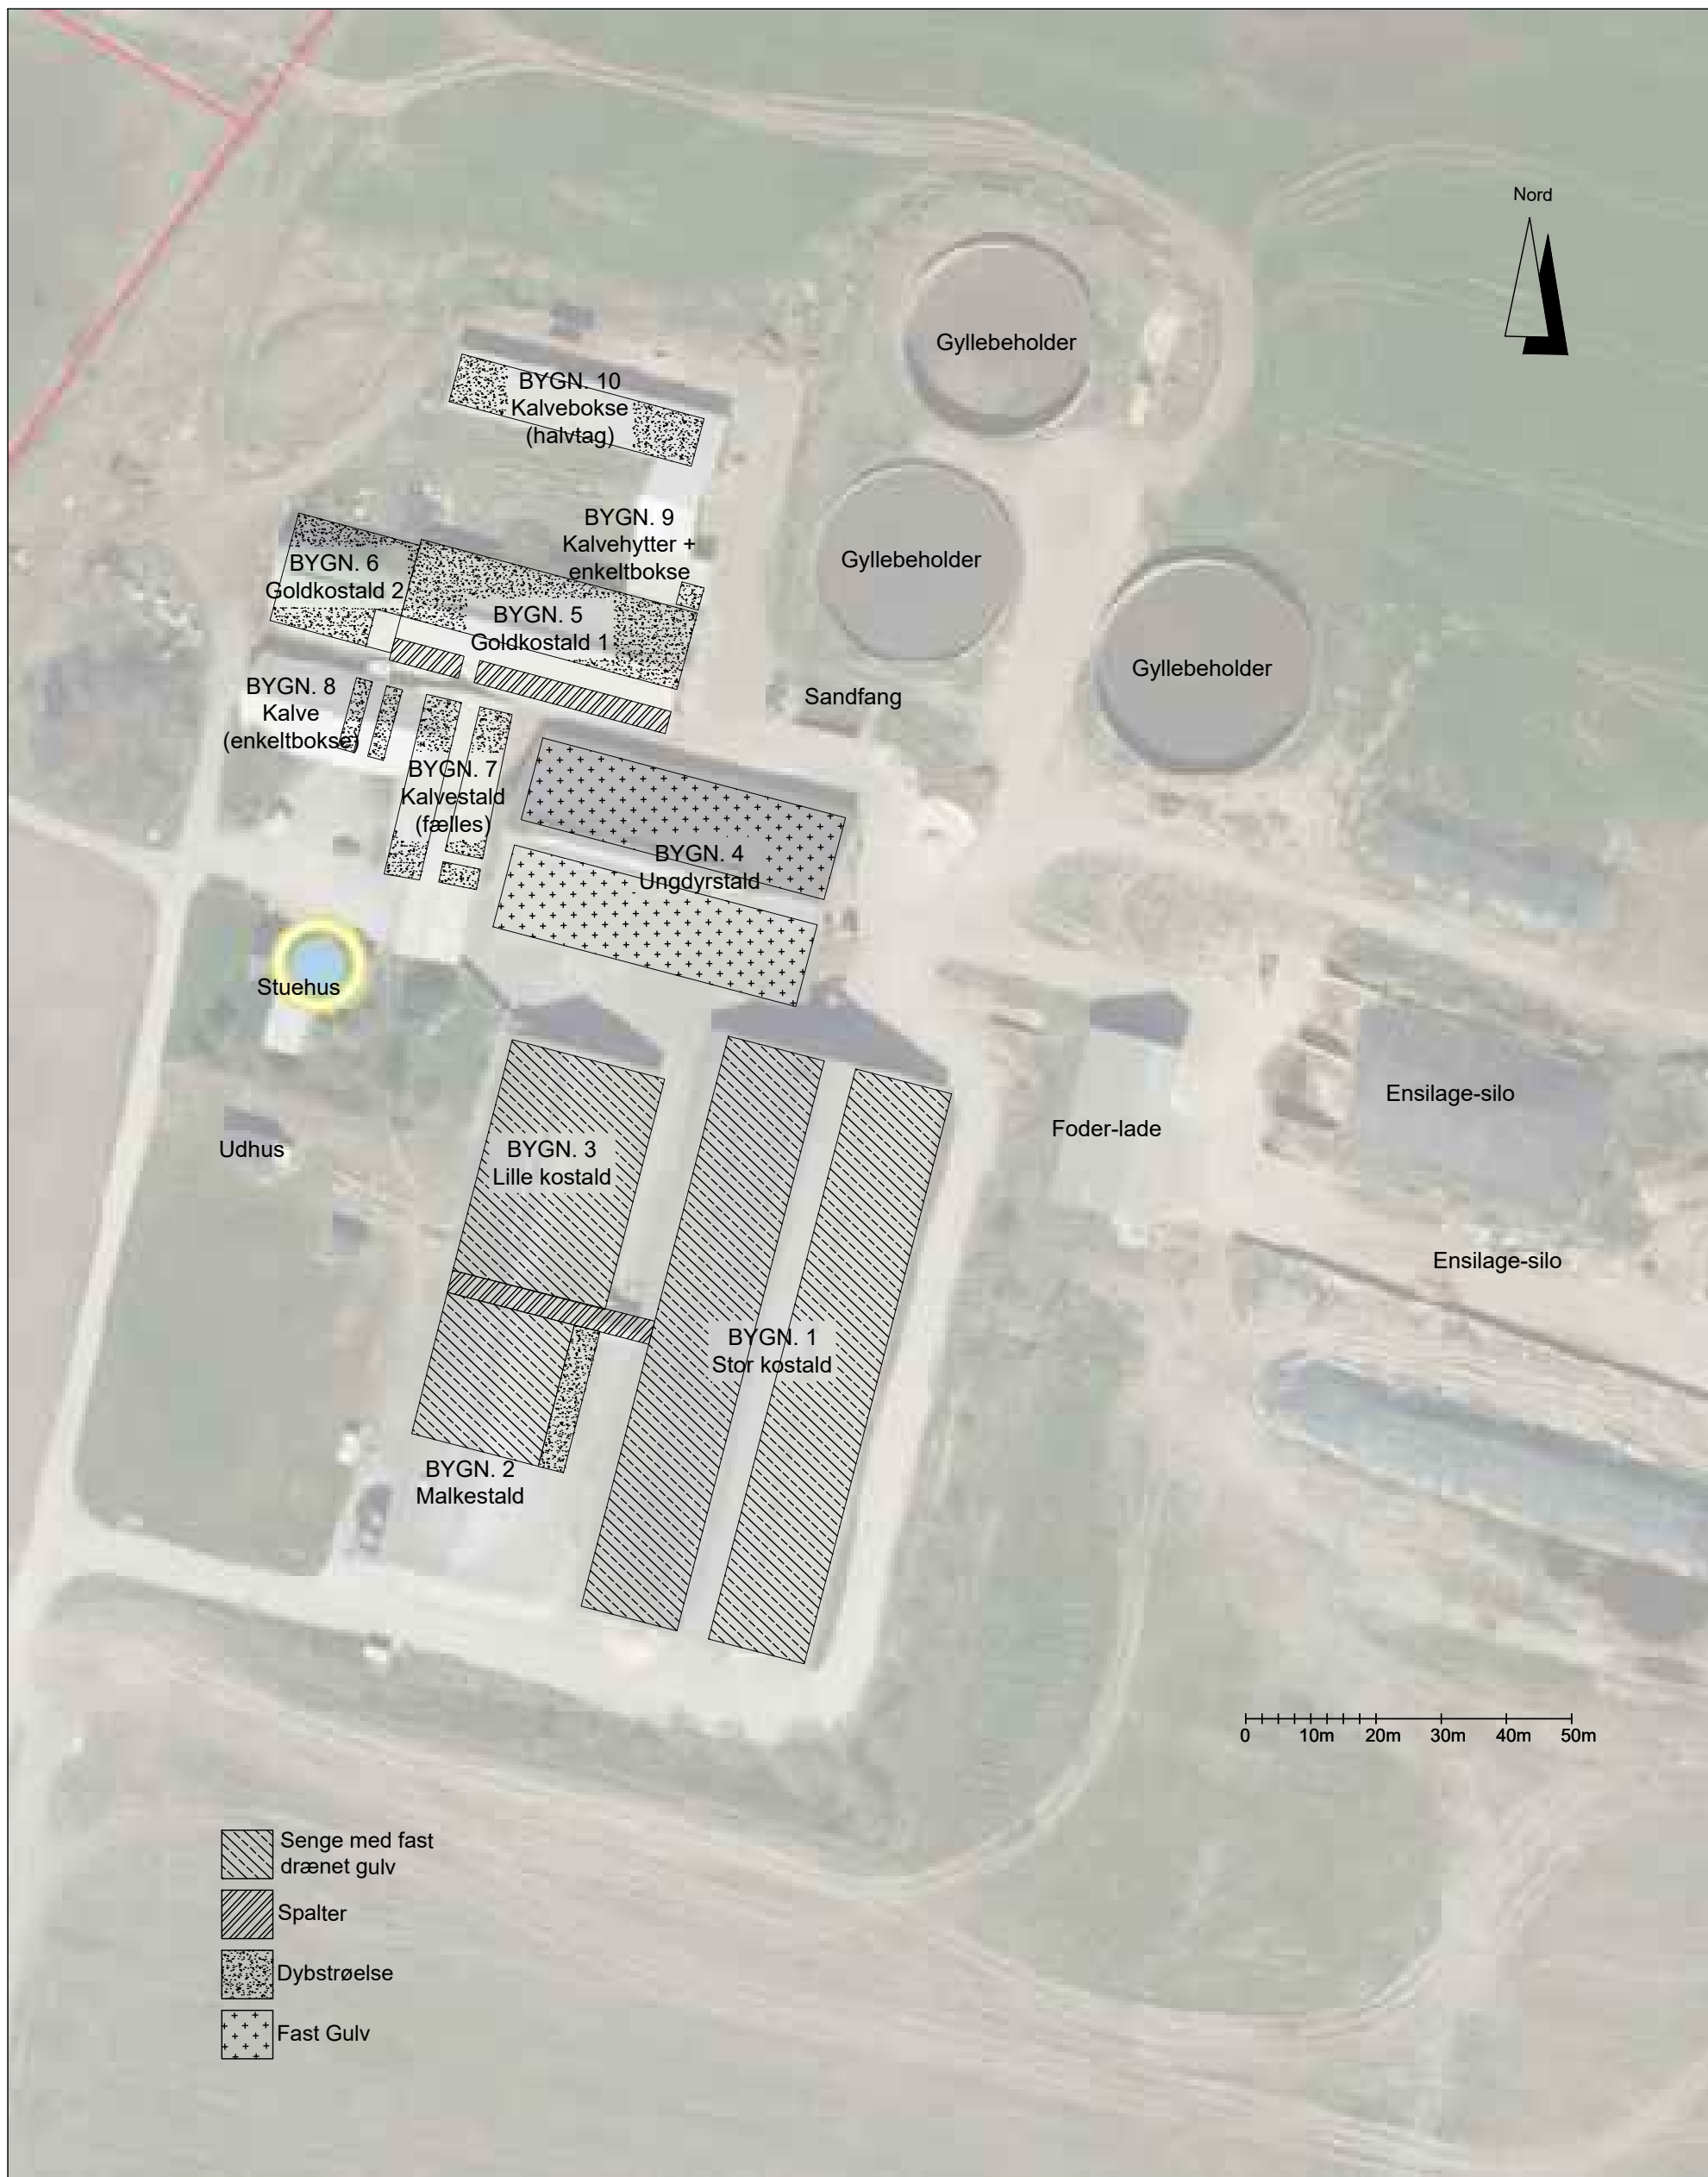 Nord
Gyllebeholder
BYGN. 10
Kalvebokse
(halvtag)
BYGN. 9
Kalvehytter +
enkeltbokse
Gyllebeholder
BYGN. 6
Goldkostald 2
BYGN. 5
Goldkostald 1
Gyllebeholder
BYGN. 8
Kalve
(enkeltbokse)
Sandfang
BYGN. 7
Kalvestald
(fælles)
BYGN. 4
Ungdyrstald
Stuehus
Ensilage-silo
Foder-lade
Udhus
BYGN. 3
Lille kostald
Ensilage-silo
BYGN. 1
Stor kostald
BYGN. 2
Malkestald
0 10m 20m 30m 40m 50m
Senge med fast
drænet gulv
Spalter
Dybstrøelse
Fast Gulv